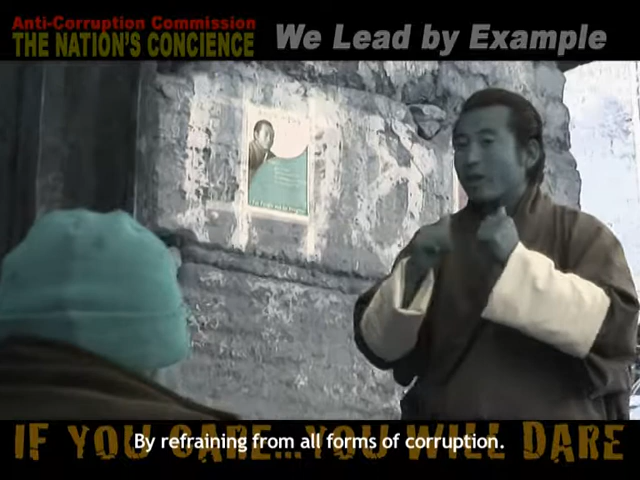 Anti-Corruption Commission
THE NATION'S CONCIENCE
We Lead by Example
IF YOU CARE...YOU WILL DARE
By refraining from all forms of corruption.